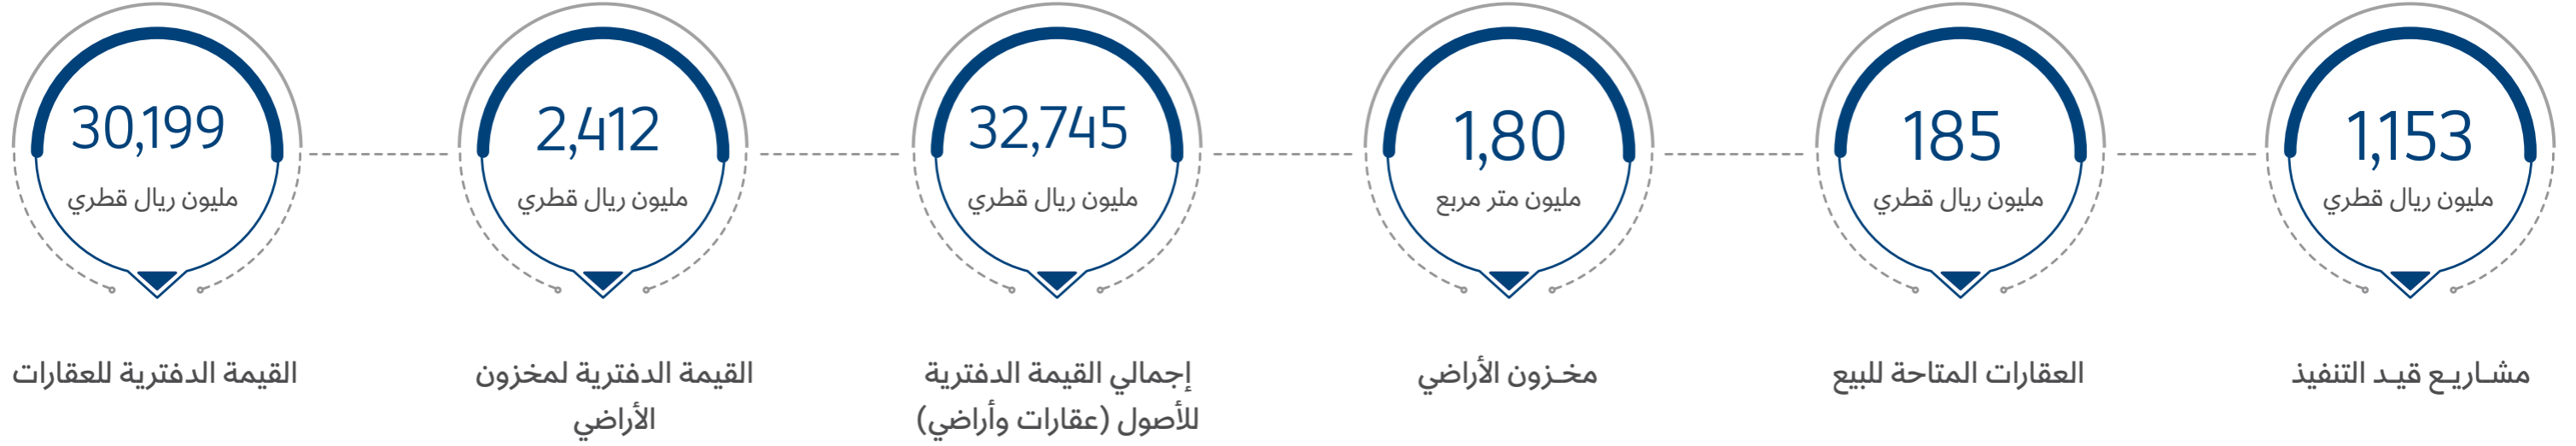 1,153
مليون ريال قطري
مشاريع قيد التنفيذ
185
مليون ريال قطري
العقارات المتاحة للبيع
1,80
مليون متر مربع
مخزون الأراضي
32,745
مليون ريال قطري
إجمالي القيمة الدفترية
للأصول (عقارات وأراضي)
2,412
مليون ريال قطري
القيمة الدفترية لمخزون
الأراضي
30,199
مليون ريال قطري
القيمة الدفترية للعقارات